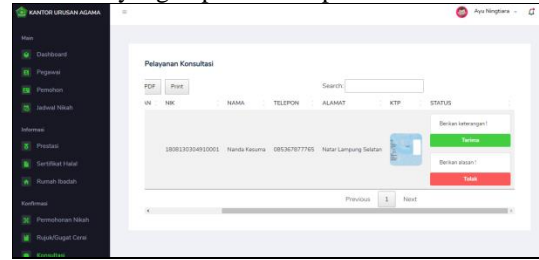 KANTOR URUSAN AGAMA
Ayu Ningtiara
Main
Dashboard
Pegawai
Pemohon
Jadwal Nikah
Informasi
Prestasi
Sertifikat Halal
Rumah Ibadah
Konfirmasi
Permohonan Nikah
Rujuk/Gugat Cerai
Konsultasi
Pelayanan Konsultasi
PDF Print Search:
NIK NAMA TELEPON ALAMAT KTP STATUS
1808130304910001 Nanda Kasurna 085367877765 Natar Lampung Selatan
Berikan keterangan !
Terima
Berikan alasan !
Tolak
Previous 1 Next